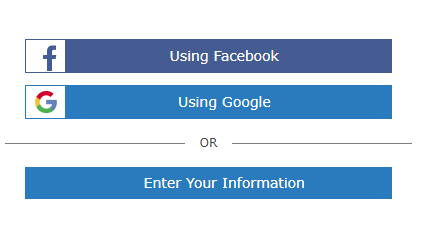 Using Facebook
Using Google
OR
Enter Your Information